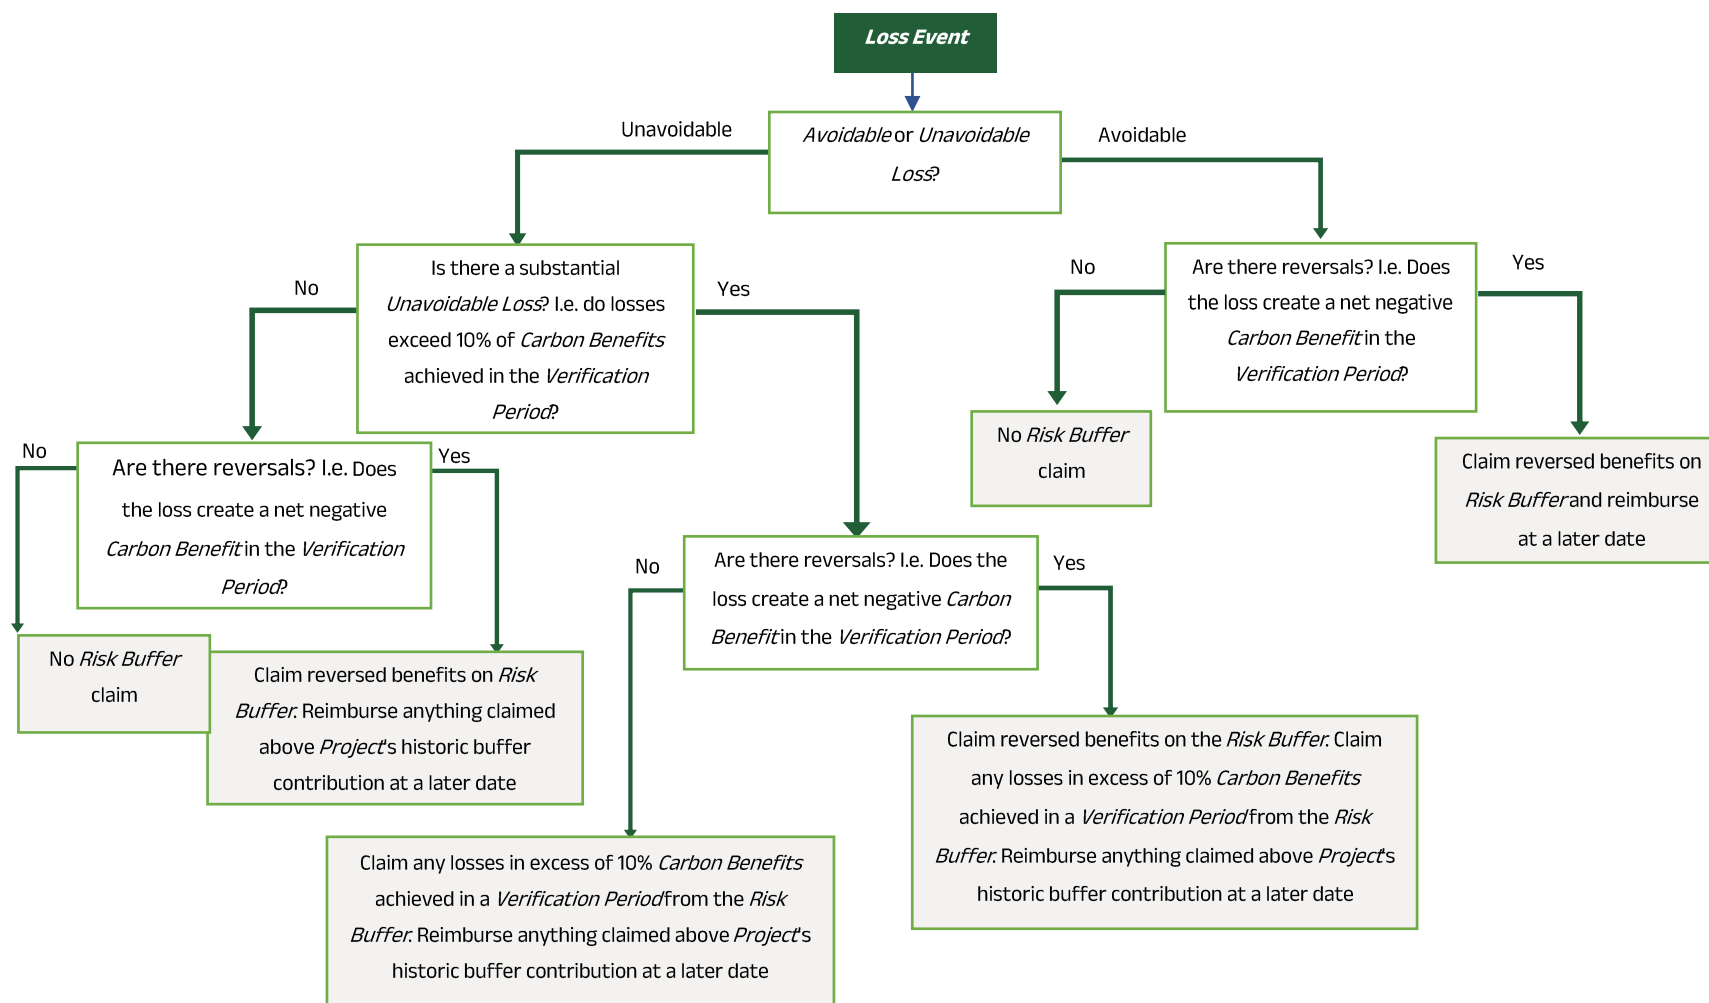 Loss Event
Avoidable or Unavoidable
Loss?
Unavoidable
Avoidable
Is there a substantial
Unavoidable Loss? I.e. do losses
exceed 10% of Carbon Benefits
achieved in the Verification
Period?
No
Yes
Are there reversals? I.e. Does
the loss create a net negative
Carbon Benefit in the
Verification Period?
No
Yes
No Risk Buffer
claim
Claim reversed benefits on
Risk Buffer and reimburse
at a later date
Are there reversals? I.e. Does
the loss create a net negative
Carbon Benefit in the Verification
Period?
No
Yes
No Risk Buffer
claim
Claim reversed benefits on Risk
Buffer. Reimburse anything claimed
above Project's historic buffer
contribution at a later date
Are there reversals? I.e. Does the
loss create a net negative Carbon
Benefit in the Verification Period?
No
Yes
Claim any losses in excess of 10% Carbon Benefits
achieved in a Verification Period from the Risk
Buffer. Reimburse anything claimed above Project's
historic buffer contribution at a later date
Claim reversed benefits on the Risk Buffer. Claim
any losses in excess of 10% Carbon Benefits
achieved in a Verification Period from the Risk
Buffer. Reimburse anything claimed above Project's
historic buffer contribution at a later date